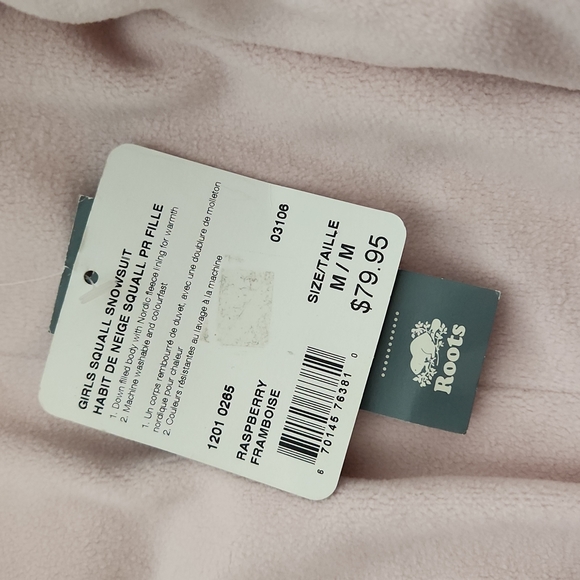 GIRLS SQUALL SNOWSUIT
HABIT DE NEIGE SQUALL PR FILLE
1. Down filled body with Nordic fleece lining for warmth
2. Machine washable and colourfast
1. Un corps rembourré de duvet, avec une doublure de molleton
nordique pour chaleur
2. Couleurs résistantes au lavage à la machine
1201 0265
03106
RASPBERRY
FRAMBOISE
SIZE/TAILLE
M / M
$79.95
6 70145 76381 0
Roots